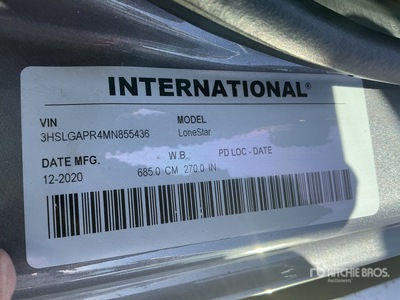 INTERNATIONAL®
VIN MODEL
3HSLGAPR4MN855436 LoneStar
DATE MFG. W.B. PD LOC - DATE
12-2020 685.0 CM 270.0 IN
RITCHIE BROS.
Auctioneers